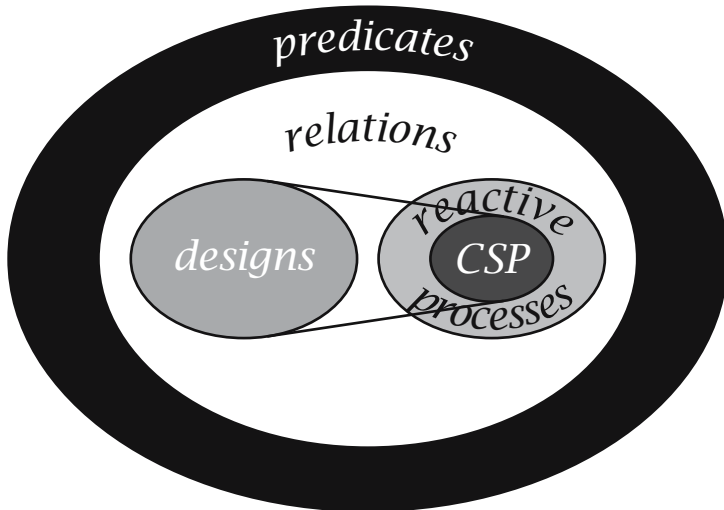 predicates
relations
designs
reactive
CSP
processes